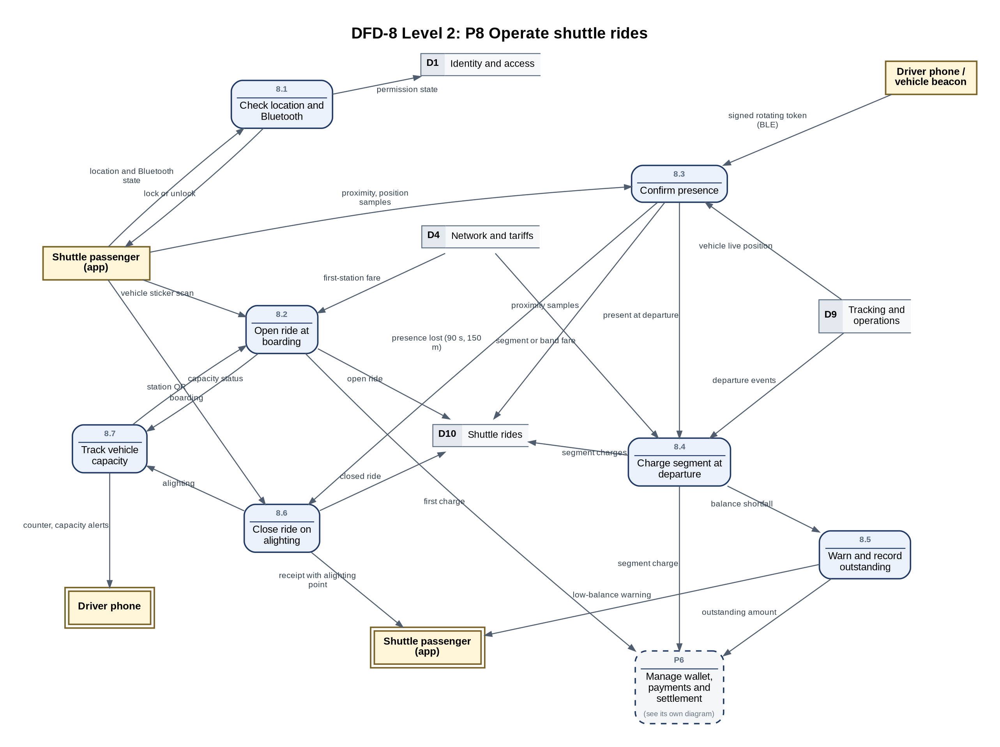 DFD-8 Level 2: P8 Operate shuttle rides
D1
Identity and access
Driver phone /
vehicle beacon
8.1
Check location and
Bluetooth
permission state
signed rotating token
(BLE)
location and Bluetooth
state
lock or unlock
8.3
Confirm presence
proximity, position
samples
D4
Network and tariffs
vehicle live position
Shuttle passenger
(app)
first-station fare
vehicle sticker scan
proximity samples
present at departure
D9
Tracking and
operations
8.2
Open ride at
boarding
presence lost (90 s, 150
m)
segment or band fare
capacity status
station QR
boarding
open ride
departure events
8.7
Track vehicle
capacity
D10
Shuttle rides
segment charges
8.4
Charge segment at
departure
alighting
closed ride
first charge
balance shortfall
counter, capacity alerts
8.6
Close ride on
alighting
8.5
Warn and record
outstanding
segment charge
receipt with alighting
point
low-balance warning
outstanding amount
Driver phone
Shuttle passenger
(app)
P6
Manage wallet,
payments and
settlement
(see its own diagram)